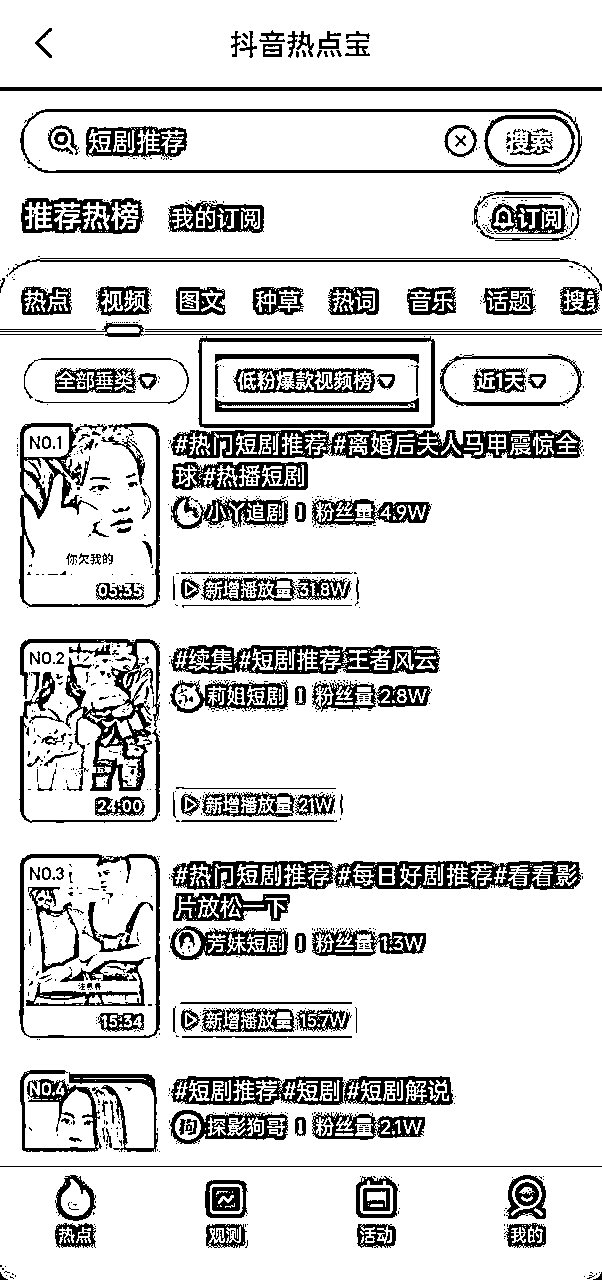 抖音热点宝
短剧推荐 搜索
推荐热榜 我的订阅 订阅
热点 视频 图文 种草 热词 音乐 话题 搜
全部垂类 低粉爆款视频榜 近1天
NO.1
#热门短剧推荐 #离婚后夫人马甲震惊全
球 #热播短剧
小丫追剧 粉丝量 4.9W
你欠我的
05:35
新增播放量 31.8W
NO.2
#续集 #短剧推荐 王者风云
莉姐短剧 粉丝量 2.8W
24:00
新增播放量 21W
NO.3
#热门短剧推荐 #每日好剧推荐#看看影
片放松一下
芳妹短剧 粉丝量 1.3W
15:34
新增播放量 15.7W
NO.4
#短剧推荐 #短剧 #短剧解说
狗 探影狗哥 粉丝量 2.1W
热点 观测 活动 我的